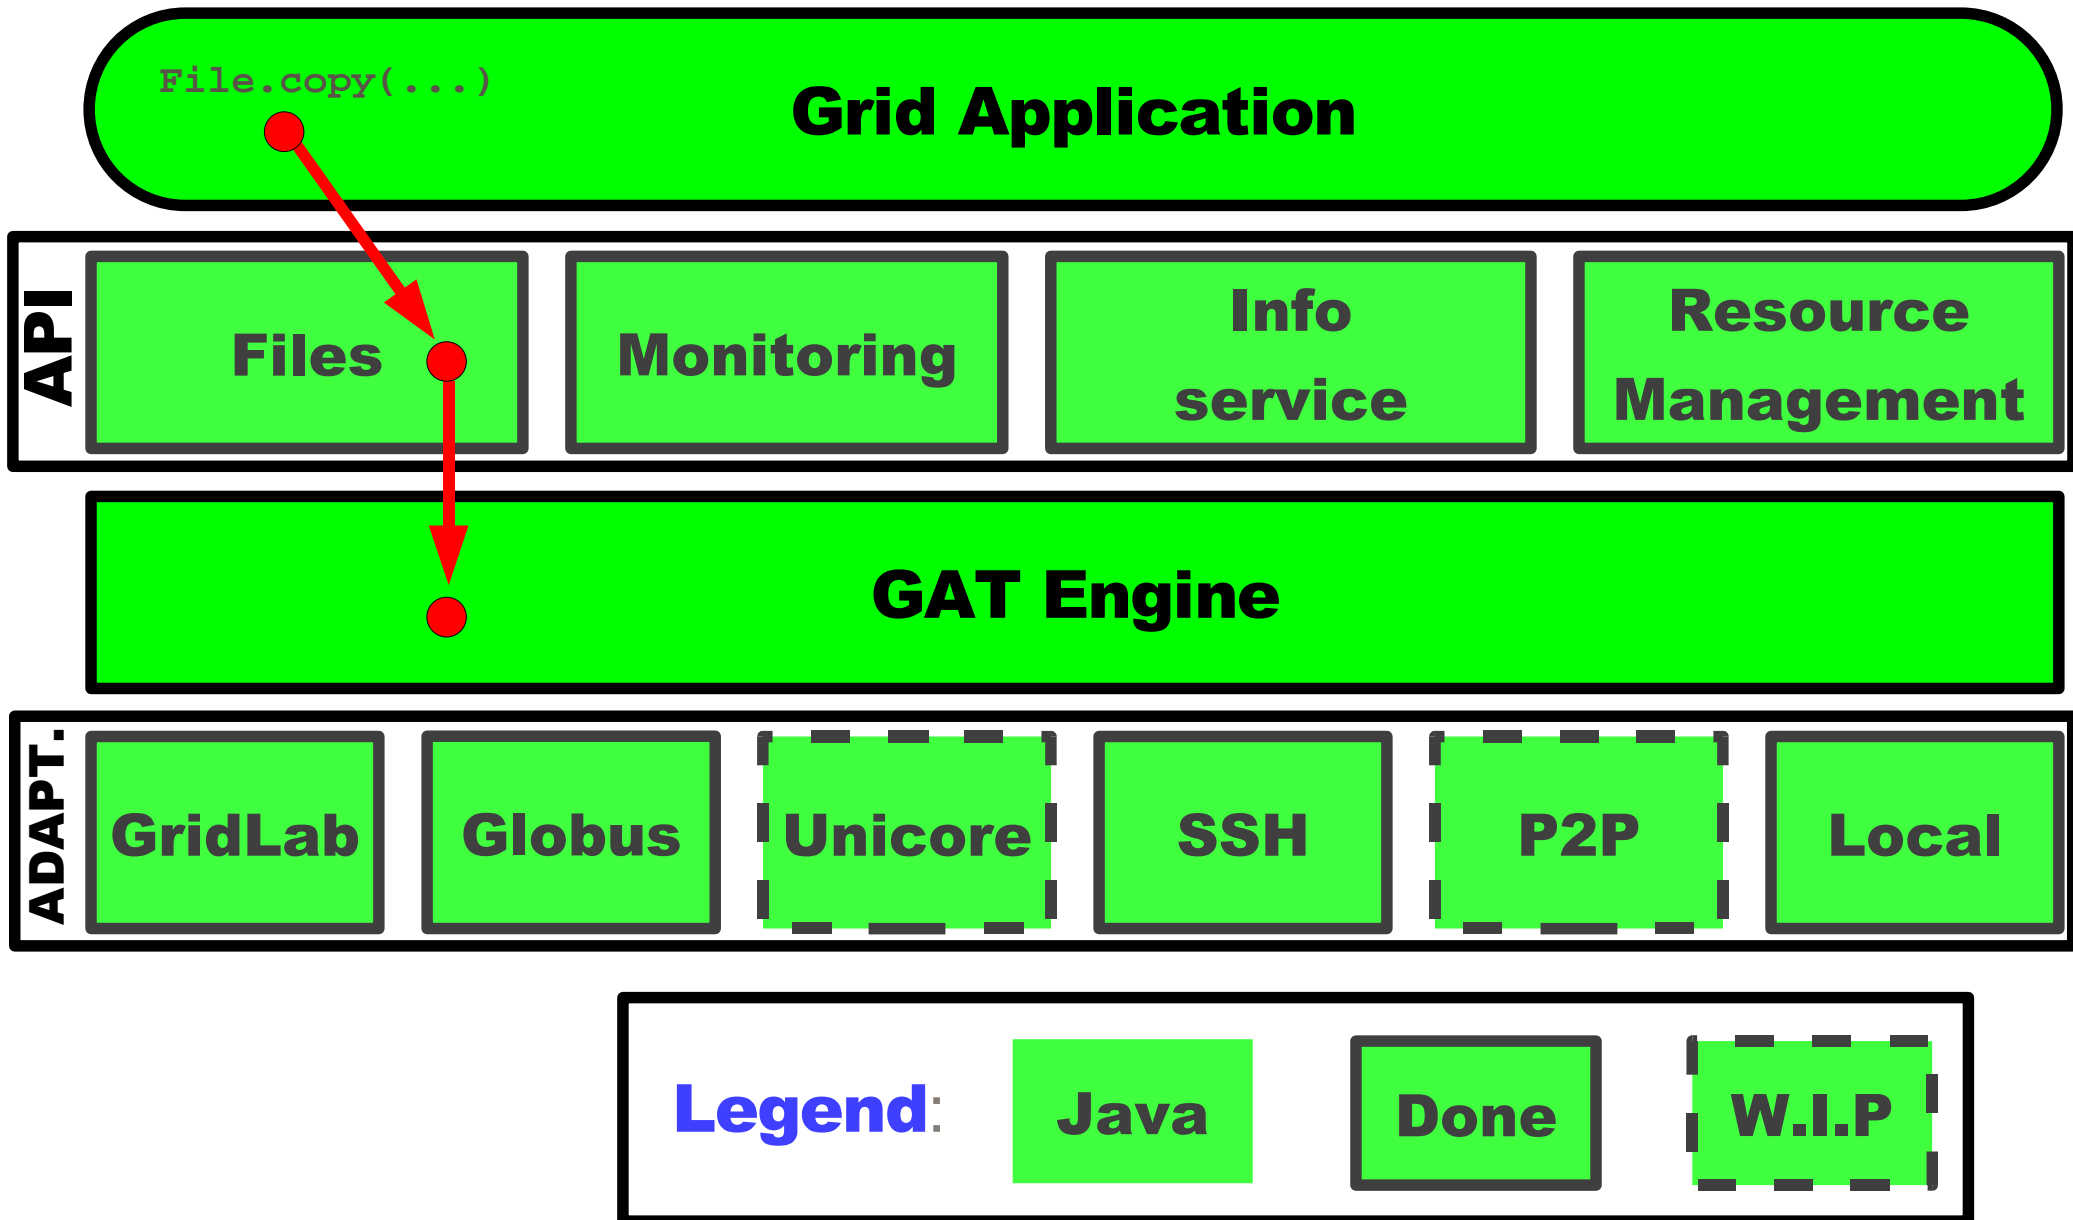 File.copy(...)
Grid Application
API
Files
Monitoring
Info
service
Resource
Management
GAT Engine
ADAPT.
GridLab
Globus
Unicore
SSH
P2P
Local
Legend:
Java
Done
W.I.P